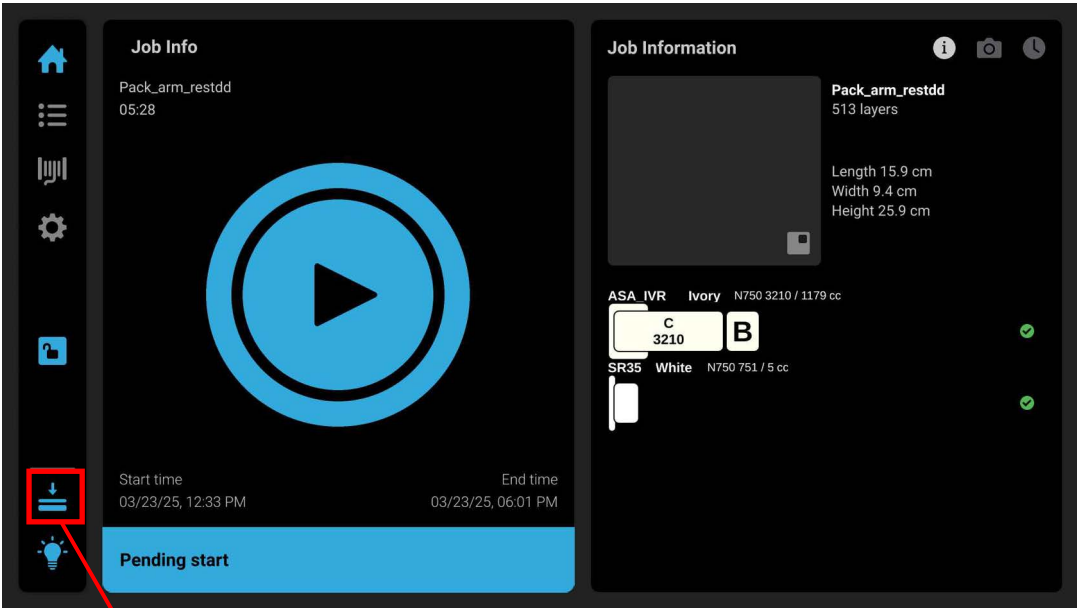 Job Info
Pack_arm_restdd
05:28
Start time
03/23/25, 12:33 PM
End time
03/23/25, 06:01 PM
Pending start
Job Information
i
Pack_arm_restdd
513 layers
Length 15.9 cm
Width 9.4 cm
Height 25.9 cm
ASA_IVR Ivory N750 3210 / 1179 cc
C
3210
B
SR35 White N750 751 / 5 cc